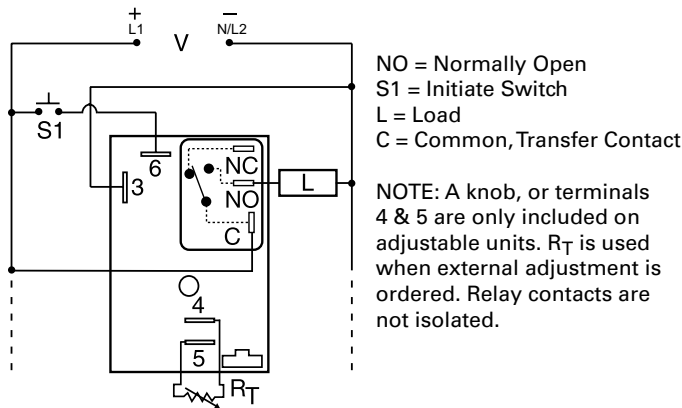 + −
L1 V N/L2
S1
6
3
NC
NO
L
C
4
5
RT
NO = Normally Open
S1 = Initiate Switch
L = Load
C = Common, Transfer Contact
NOTE: A knob, or terminals
4 & 5 are only included on
adjustable units. RT is used
when external adjustment is
ordered. Relay contacts are
not isolated.